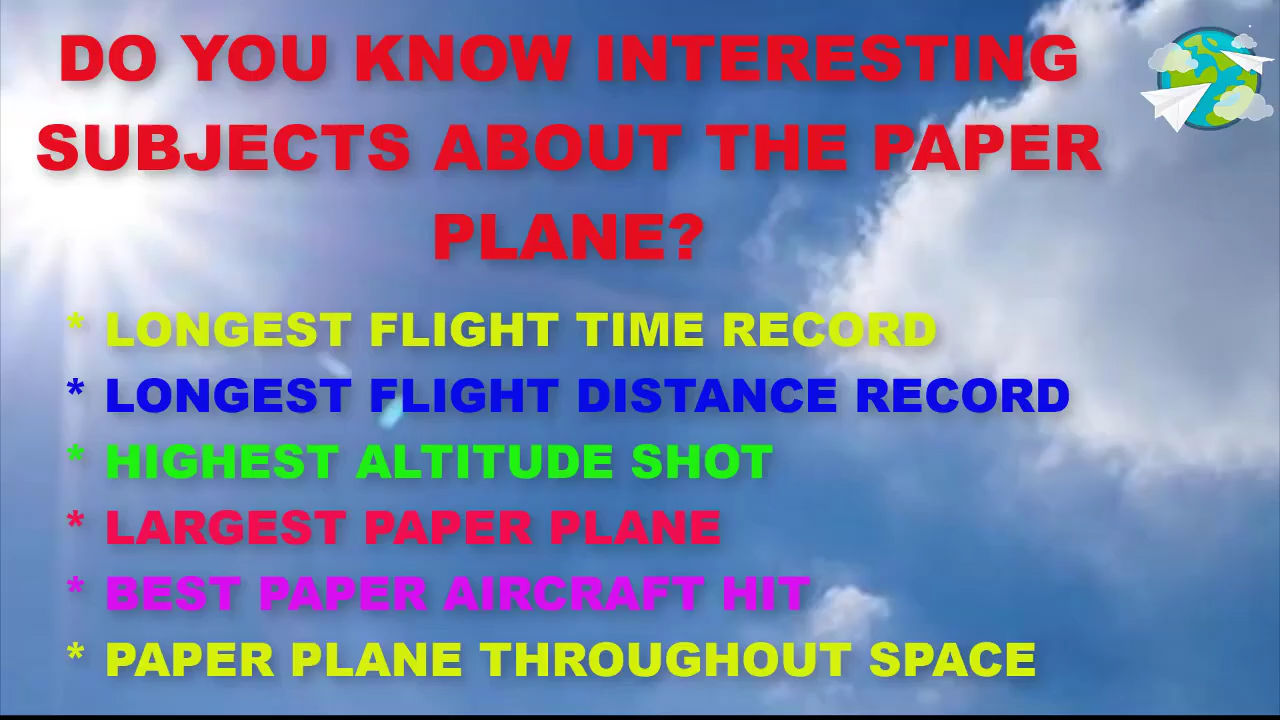 DO YOU KNOW INTERESTING
SUBJECTS ABOUT THE PAPER
PLANE?
* LONGEST FLIGHT TIME RECORD
* LONGEST FLIGHT DISTANCE RECORD
* HIGHEST ALTITUDE SHOT
* LARGEST PAPER PLANE
* BEST PAPER AIRCRAFT HIT
* PAPER PLANE THROUGHOUT SPACE